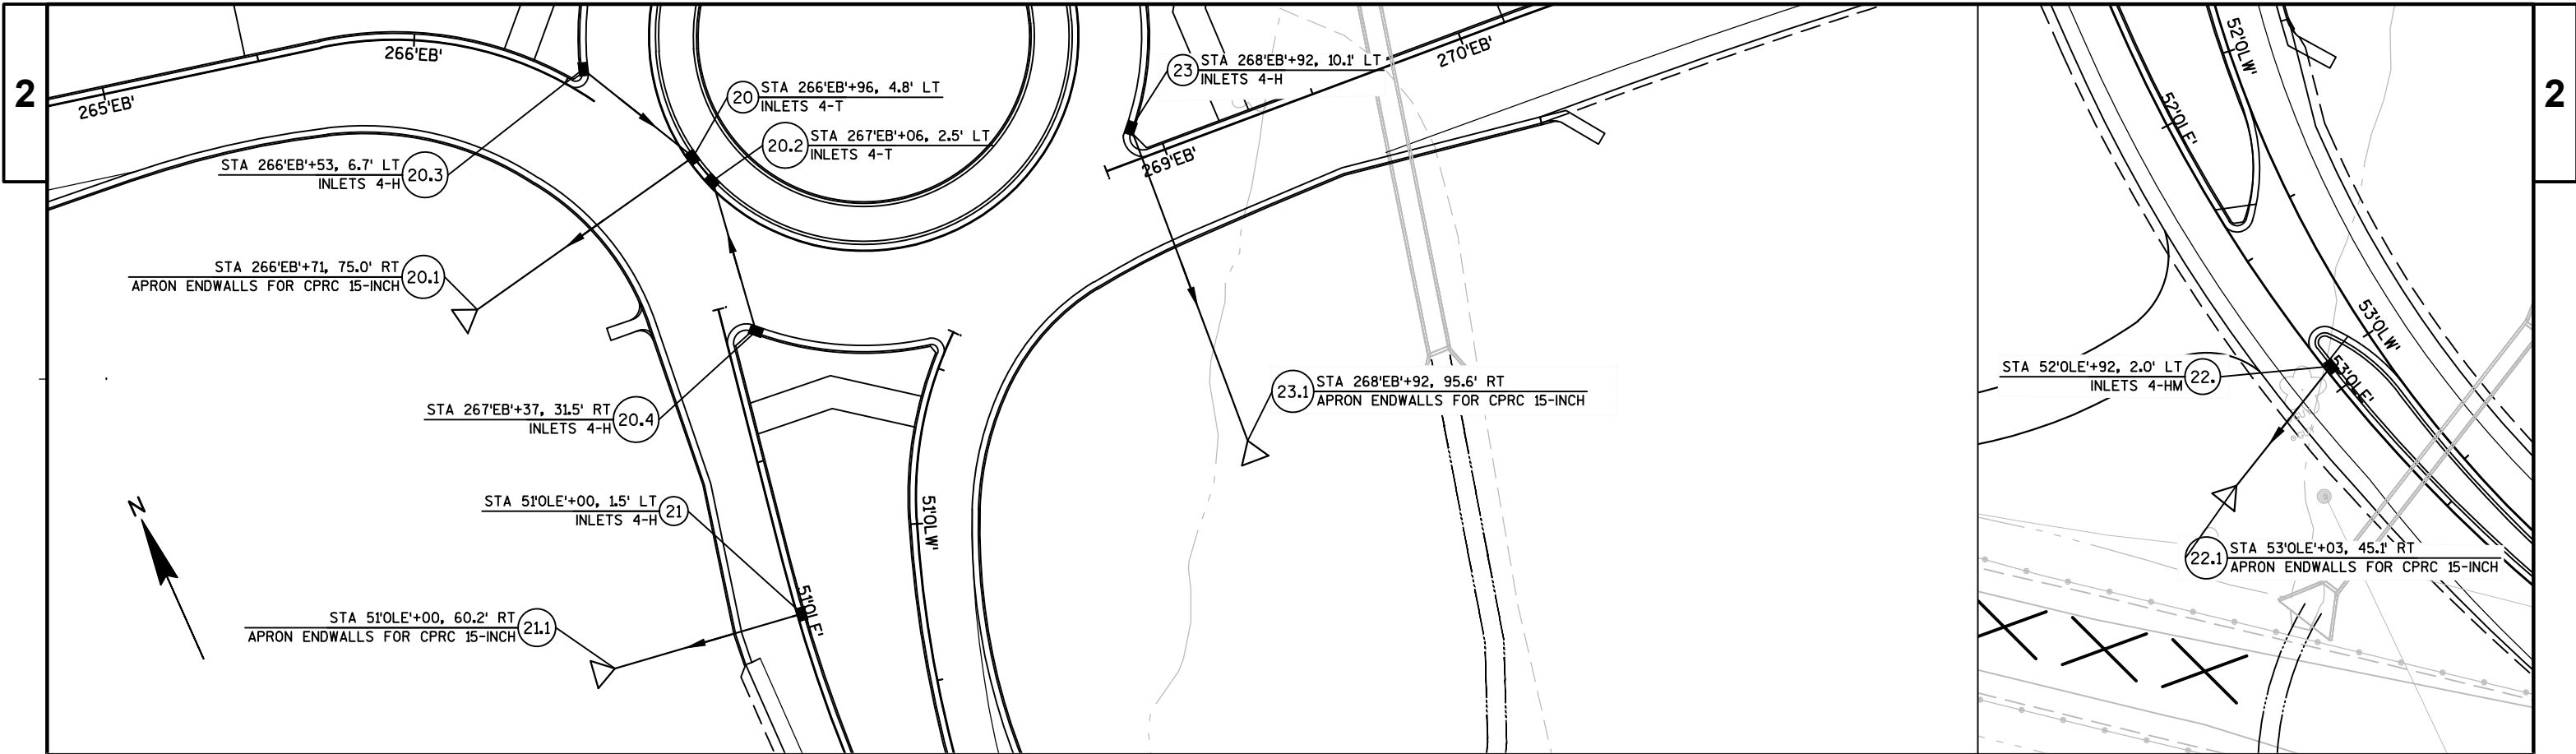 2
265'EB'
266'EB'
20
STA 266'EB'+96, 4.8' LT
INLETS 4-T
20.2
STA 267'EB'+06, 2.5' LT
INLETS 4-T
STA 266'EB'+53, 6.7' LT
INLETS 4-H
20.3
STA 266'EB'+71, 75.0' RT
APRON ENDWALLS FOR CPRC 15-INCH
20.1
STA 267'EB'+37, 31.5' RT
INLETS 4-H
20.4
STA 51'OLE'+00, 1.5' LT
INLETS 4-H
21
STA 51'OLE'+00, 60.2' RT
APRON ENDWALLS FOR CPRC 15-INCH
21.1
N
51'OLE'
51'OLW'
23
STA 268'EB'+92, 10.1' LT
INLETS 4-H
269'EB'
270'EB'
23.1
STA 268'EB'+92, 95.6' RT
APRON ENDWALLS FOR CPRC 15-INCH
52'OLW'
52'OLE'
53'OLW'
53'OLE'
STA 52'OLE'+92, 2.0' LT
INLETS 4-HM
22.
22.1
STA 53'OLE'+03, 45.1' RT
APRON ENDWALLS FOR CPRC 15-INCH
2